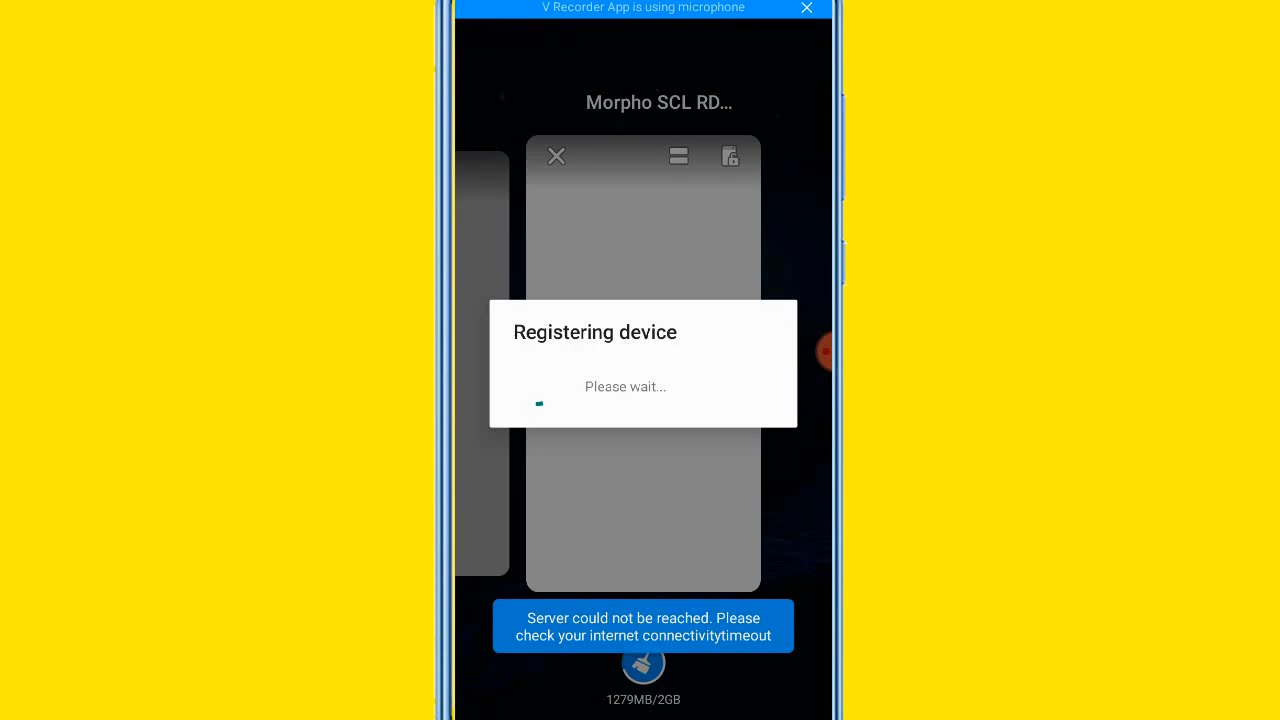 V Recorder App is using microphone
Morpho SCL RD...
Registering device
Please wait...
Server could not be reached. Please
check your internet connectivitytimeout
1279MB/2GB